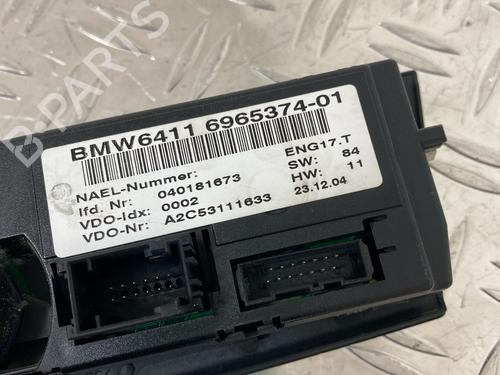 BMW6411 6965374-01
NAEL-Nummer: ENG17.T
lfd. Nr: 040181673 SW: 84
VDO-Idx: 0002 HW: 11
VDO-Nr: A2C53111633 23.12.04
B-PARTS